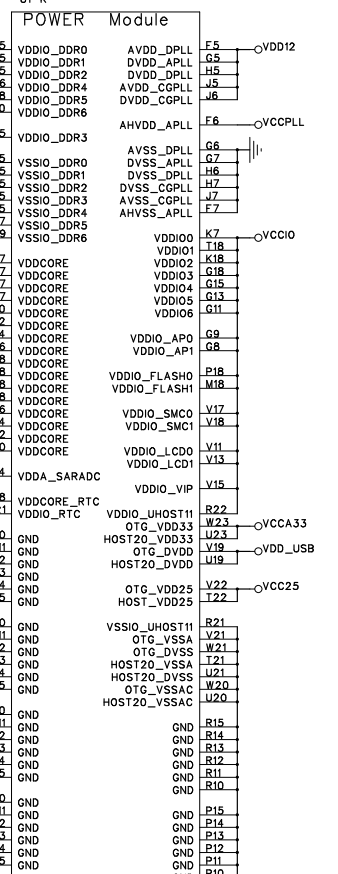 POWER Module
VDDIO_DDR0 AVDD_DPLL F5 VDD12
VDDIO_DDR1 DVDD_APLL G5
VDDIO_DDR2 DVDD_DPLL H5
VDDIO_DDR4 AVDD_CGPLL J5
VDDIO_DDR5 DVDD_CGPLL J6
VDDIO_DDR6
AHVDD_APLL F6 VCCPLL
VDDIO_DDR3
AVSS_DPLL G6
VSSIO_DDR0 DVSS_APLL G7
VSSIO_DDR1 DVSS_DPLL H6
VSSIO_DDR2 DVSS_CGPLL H7
VSSIO_DDR3 AVSS_CGPLL J7
VSSIO_DDR4 AHVSS_APLL F7
VSSIO_DDR5
VSSIO_DDR6 VDDIO0 K7 VCCIO
VDDIO1 T18
VDDCORE VDDIO2 K18
VDDCORE VDDIO3 G18
VDDCORE VDDIO4 G15
VDDCORE VDDIO5 G13
VDDCORE VDDIO6 G11
VDDCORE
VDDCORE VDDIO_AP0 G9
VDDCORE VDDIO_AP1 G8
VDDCORE
VDDCORE VDDIO_FLASH0 P18
VDDCORE VDDIO_FLASH1 M18
VDDCORE
VDDCORE VDDIO_SMC0 V17
VDDCORE VDDIO_SMC1 V18
VDDCORE
VDDCORE VDDIO_LCD0 V11
VDDIO_LCD1 V13
VDDA_SARADC
VDDIO_VIP V15
VDDCORE_RTC
VDDIO_RTC VDDIO_UHOST11 R22
OTG_VDD33 W23 VCCA33
GND HOST20_VDD33 U23
GND OTG_DVDD V19 VDD_USB
GND HOST20_DVDD U19
GND
GND OTG_VDD25 V22 VCC25
GND HOST_VDD25 T22
GND VSSIO_UHOST11 R21
GND OTG_VSSA V21
GND OTG_DVSS W21
GND HOST20_VSSA T21
GND HOST20_DVSS U21
GND OTG_VSSAC W20
HOST20_VSSAC U20
GND
GND GND R15
GND GND R14
GND GND R13
GND GND R12
GND GND R11
GND R10
GND
GND GND P15
GND GND P14
GND GND P13
GND GND P12
GND GND P11